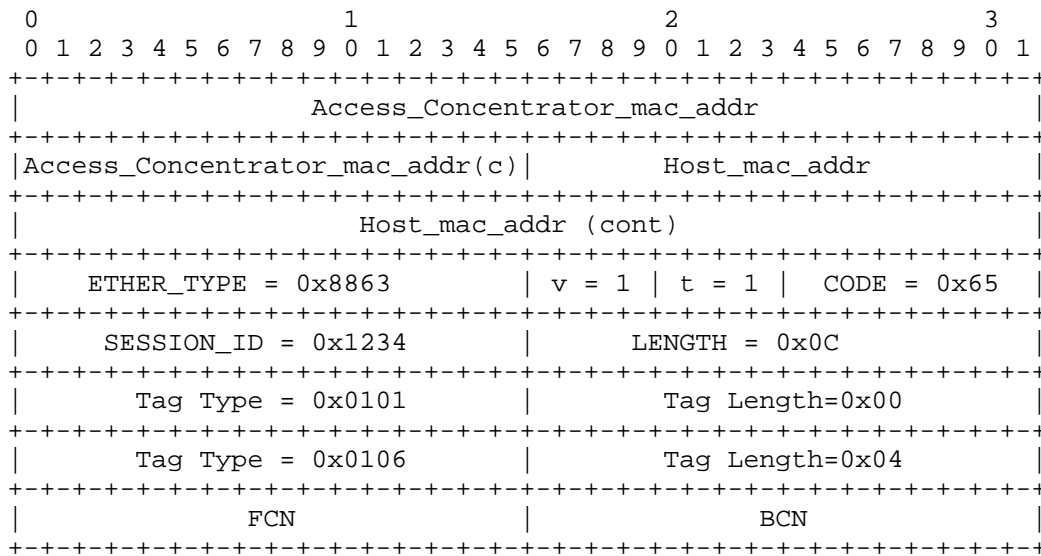 0                   1                   2                   3
 0 1 2 3 4 5 6 7 8 9 0 1 2 3 4 5 6 7 8 9 0 1 2 3 4 5 6 7 8 9 0 1
+-+-+-+-+-+-+-+-+-+-+-+-+-+-+-+-+-+-+-+-+-+-+-+-+-+-+-+-+-+-+-+-+
|                  Access_Concentrator_mac_addr                 |
+-+-+-+-+-+-+-+-+-+-+-+-+-+-+-+-+-+-+-+-+-+-+-+-+-+-+-+-+-+-+-+-+
|Access_Concentrator_mac_addr(c)|        Host_mac_addr          |
+-+-+-+-+-+-+-+-+-+-+-+-+-+-+-+-+-+-+-+-+-+-+-+-+-+-+-+-+-+-+-+-+
|                     Host_mac_addr (cont)                      |
+-+-+-+-+-+-+-+-+-+-+-+-+-+-+-+-+-+-+-+-+-+-+-+-+-+-+-+-+-+-+-+-+
|    ETHER_TYPE = 0x8863        | v = 1 | t = 1 |  CODE = 0x65  |
+-+-+-+-+-+-+-+-+-+-+-+-+-+-+-+-+-+-+-+-+-+-+-+-+-+-+-+-+-+-+-+-+
|     SESSION_ID = 0x1234       |      LENGTH = 0x0C            |
+-+-+-+-+-+-+-+-+-+-+-+-+-+-+-+-+-+-+-+-+-+-+-+-+-+-+-+-+-+-+-+-+
|       Tag Type = 0x0101       |        Tag Length=0x00        |
+-+-+-+-+-+-+-+-+-+-+-+-+-+-+-+-+-+-+-+-+-+-+-+-+-+-+-+-+-+-+-+-+
|       Tag Type = 0x0106       |        Tag Length=0x04        |
+-+-+-+-+-+-+-+-+-+-+-+-+-+-+-+-+-+-+-+-+-+-+-+-+-+-+-+-+-+-+-+-+
|              FCN              |              BCN              |
+-+-+-+-+-+-+-+-+-+-+-+-+-+-+-+-+-+-+-+-+-+-+-+-+-+-+-+-+-+-+-+-+